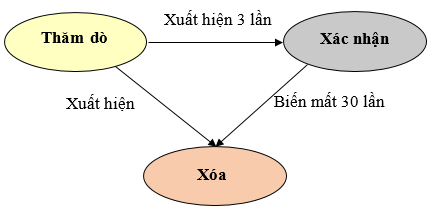 Xuất hiện 3 lần
Thăm dò
Xác nhận
Xuất hiện
Biến mất 30 lần
Xóa